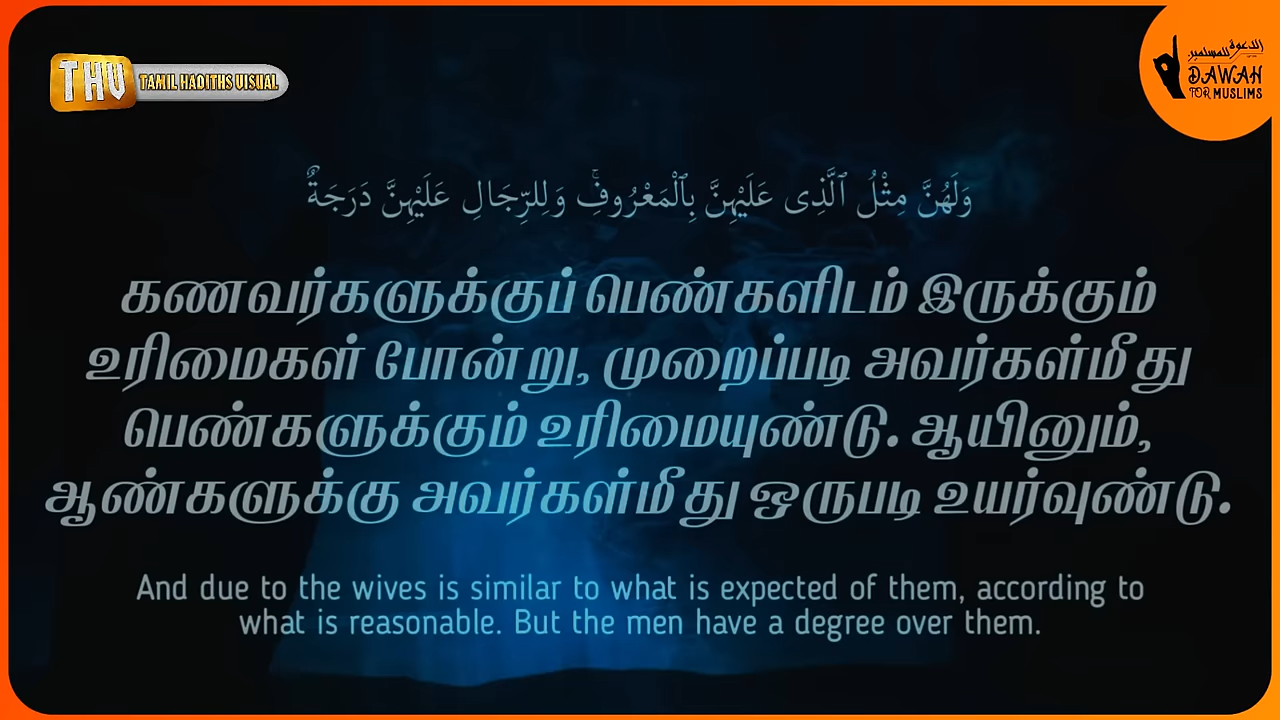 THV TAMIL HADITHS VISUAL
الدعوة للمسلمين
DAWAH
FOR MUSLIMS
وَلَهُنَّ مِثْلُ ٱلَّذِى عَلَيْهِنَّ بِٱلْمَعْرُوفِۚ وَلِلرِّجَالِ عَلَيْهِنَّ دَرَجَةٌ
கணவர்களுக்குப் பெண்களிடம் இருக்கும்
உரிமைகள் போன்று, முறைப்படி அவர்கள்மீது
பெண்களுக்கும் உரிமையுண்டு. ஆயினும்,
ஆண்களுக்கு அவர்கள்மீது ஒருபடி உயர்வுண்டு.
And due to the wives is similar to what is expected of them, according to
what is reasonable. But the men have a degree over them.